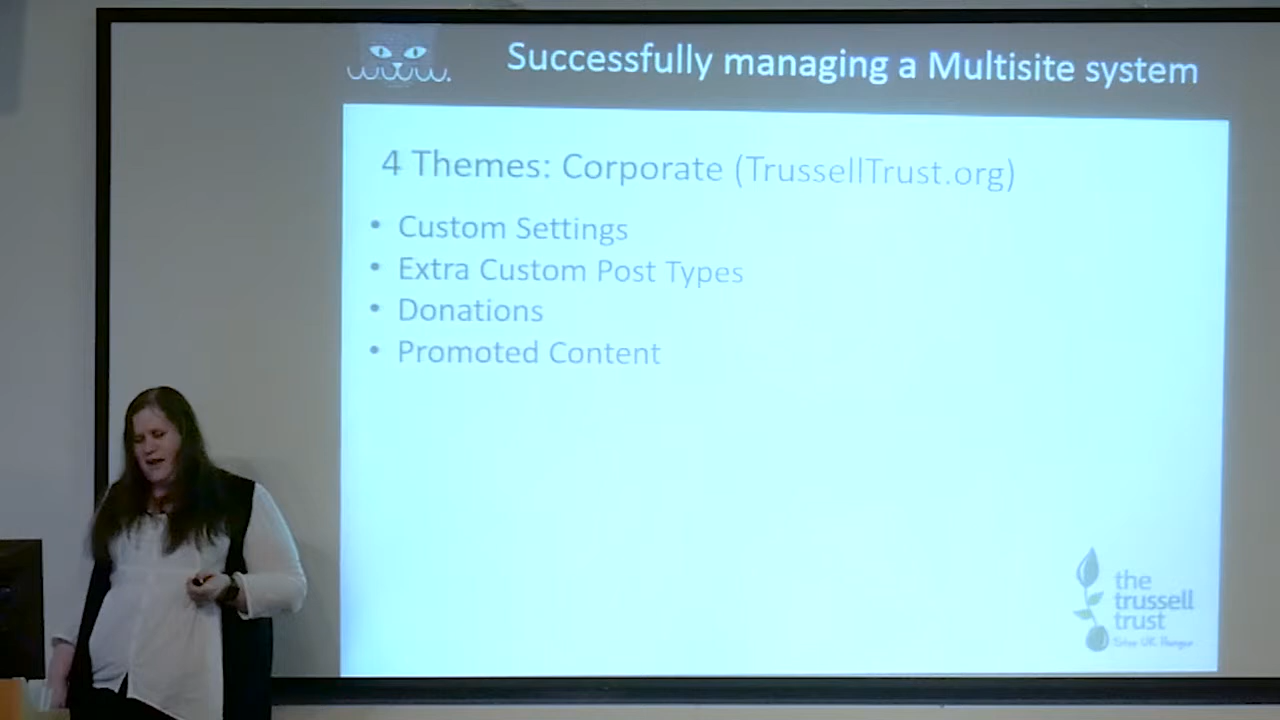 Successfully managing a Multisite system
4 Themes: Corporate (TrussellTrust.org)
• Custom Settings
• Extra Custom Post Types
• Donations
• Promoted Content
the
trussell
trust